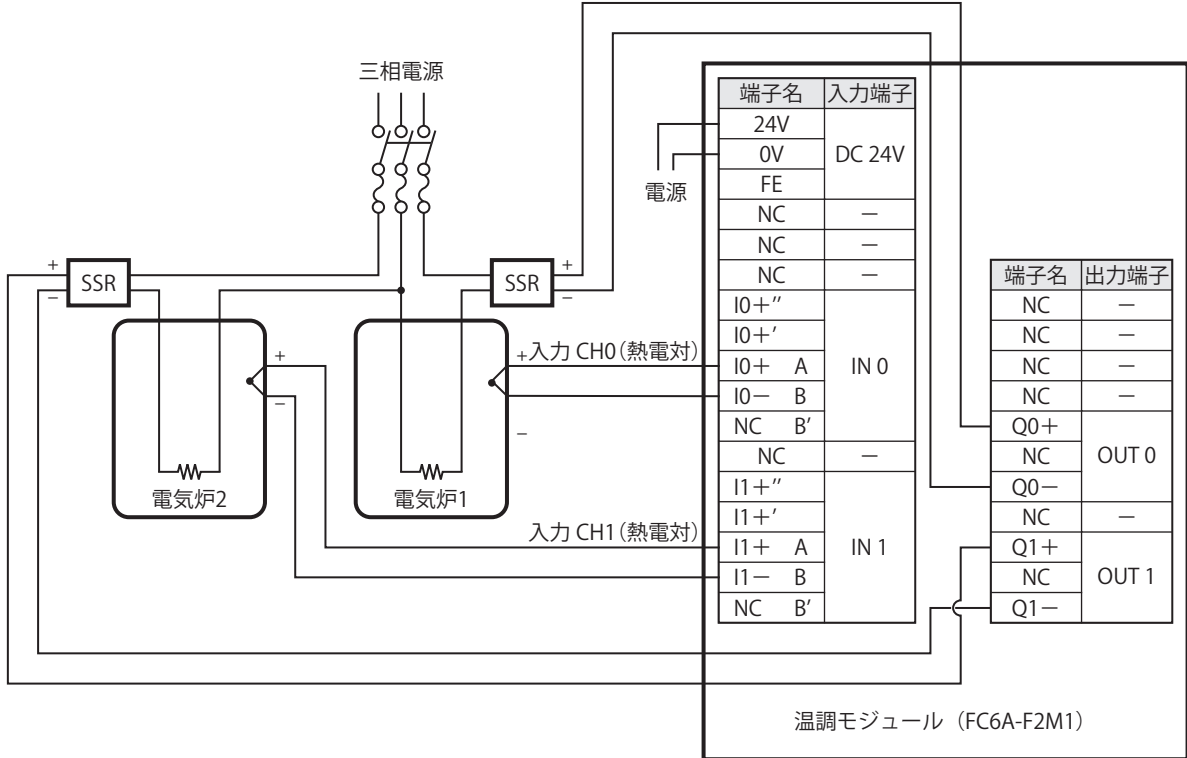 三相電源
電源
+
−
SSR
SSR
+
−
+
−
電気炉2
+
−
電気炉1
入力 CH0(熱電対)
入力 CH1(熱電対)
端子名 入力端子
24V DC 24V
0V
FE
NC −
NC −
NC −
I0+″ IN 0
I0+′
I0+ A
I0− B
NC B′
NC −
I1+″ IN 1
I1+′
I1+ A
I1− B
NC B′
端子名 出力端子
NC −
NC −
NC −
NC −
Q0+ OUT 0
NC
Q0−
NC −
Q1+ OUT 1
NC
Q1−
温調モジュール(FC6A-F2M1)